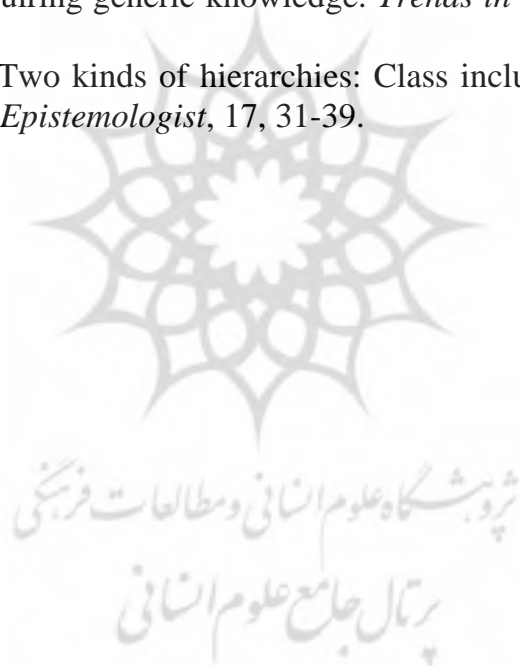 uiring generic knowledge. Trends in
Two kinds of hierarchies: Class inclu
Epistemologist, 17, 31-39.
پژوهشگاه علوم انسانی و مطالعات فرهنگی
پرتال جامع علوم انسانی